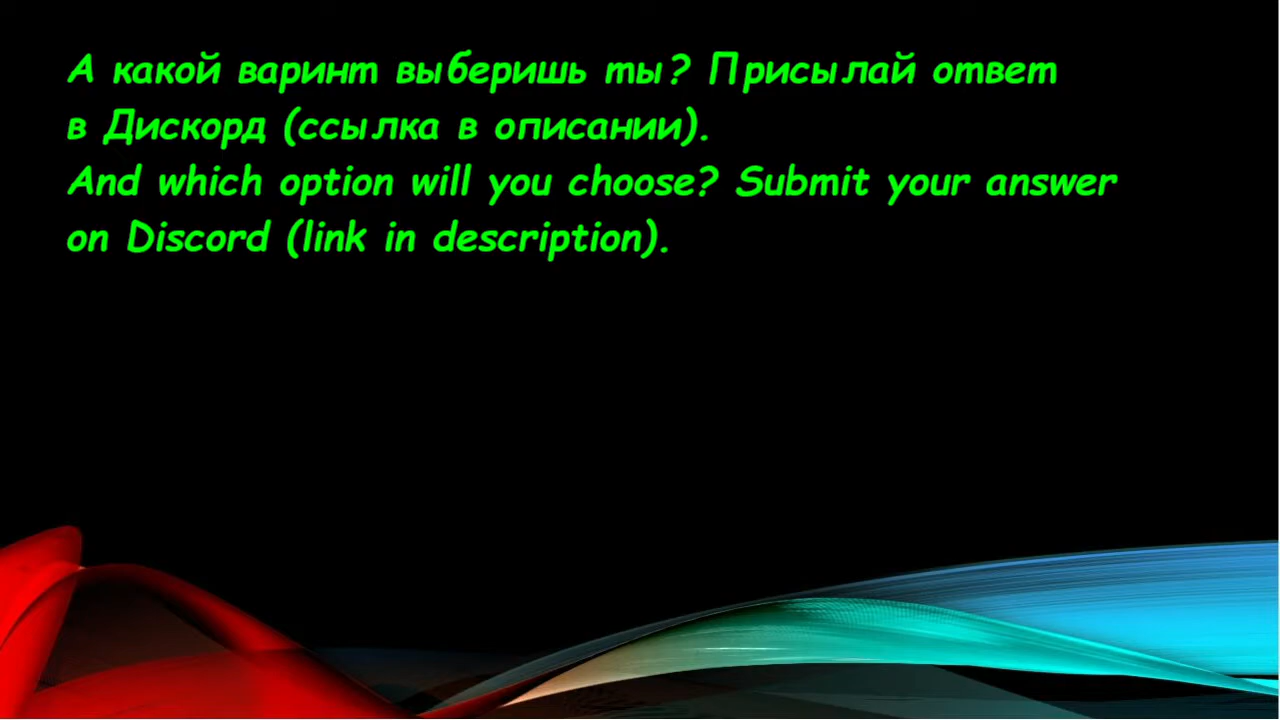 А какой варинт выберишь ты? Присылай ответ
в Дискорд (ссылка в описании).
And which option will you choose? Submit your answer
on Discord (link in description).